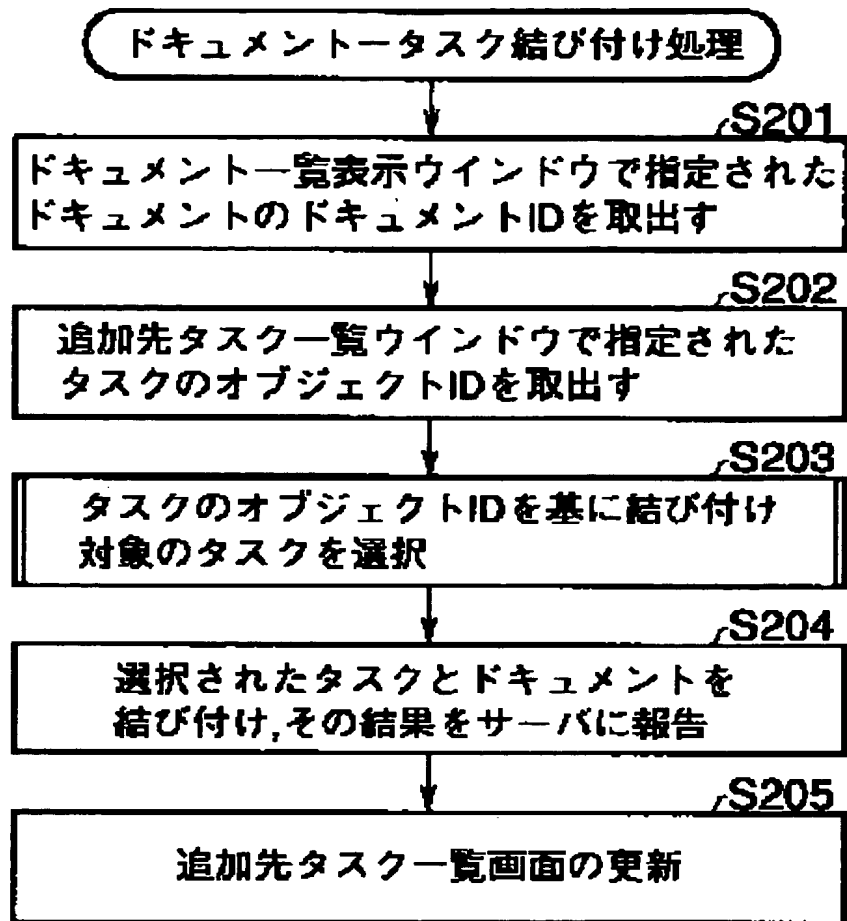 ドキュメントータスク結び付け処理
S201
ドキュメント一覧表示ウインドウで指定された
ドキュメントのドキュメントIDを取出す
S202
追加先タスク一覧ウインドウで指定された
タスクのオブジェクトIDを取出す
S203
タスクのオブジェクトIDを基に結び付け
対象のタスクを選択
S204
選択されたタスクとドキュメントを
結び付け,その結果をサーバに報告
S205
追加先タスク一覧画面の更新